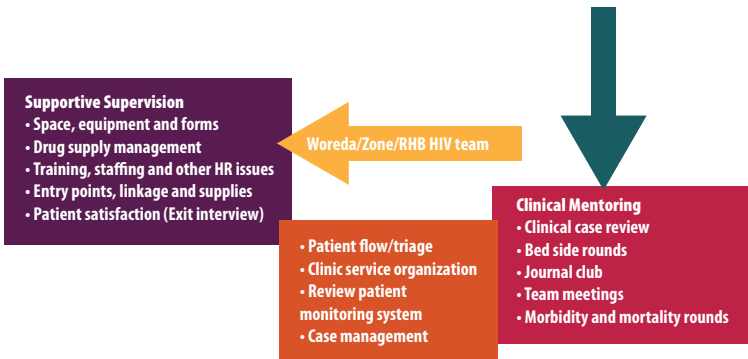 Supportive Supervision
• Space, equipment and forms
• Drug supply management
• Training, staffing and other HR issues
• Entry points, linkage and supplies
• Patient satisfaction (Exit interview)
Woreda/Zone/RHB HIV team
• Patient flow/triage
• Clinic service organization
• Review patient
monitoring system
• Case management
Clinical Mentoring
• Clinical case review
• Bed side rounds
• Journal club
• Team meetings
• Morbidity and mortality rounds